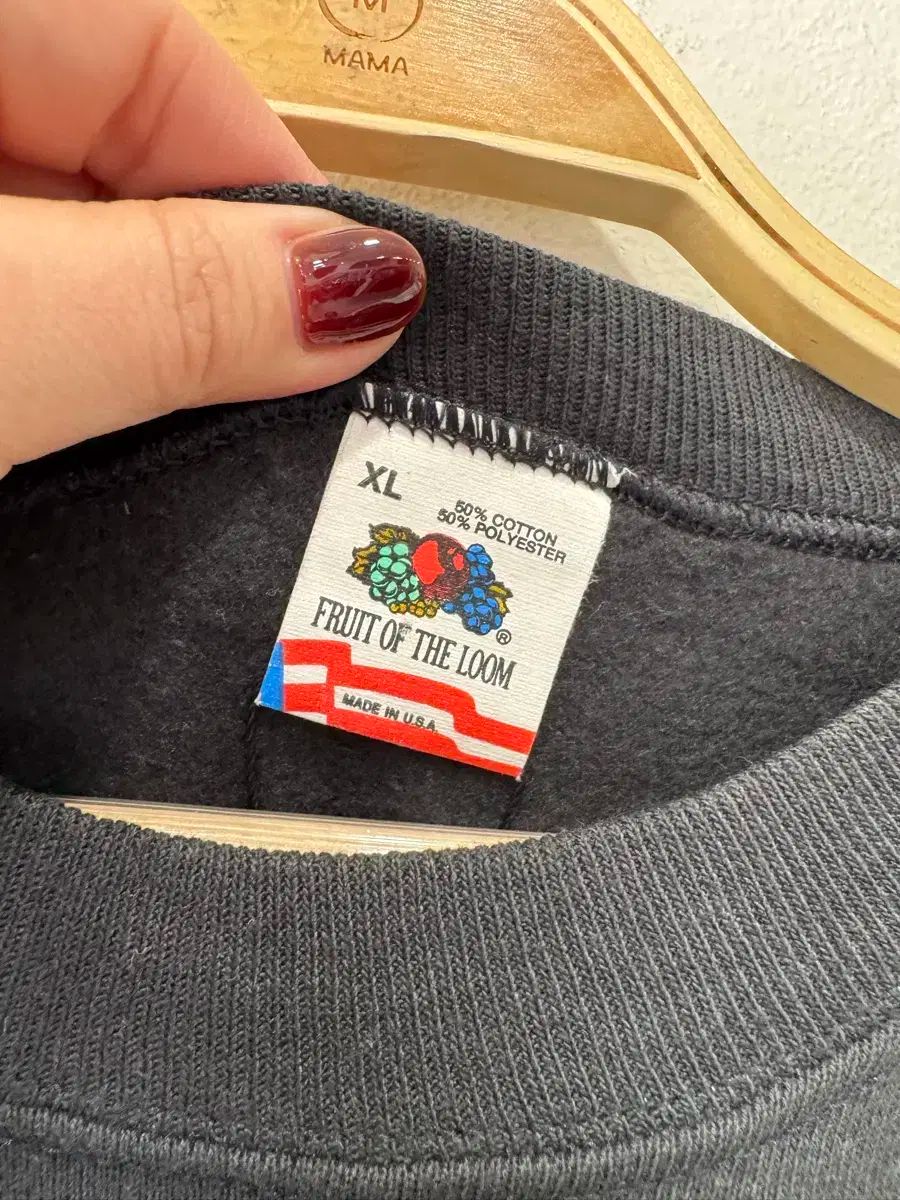 M
MAMA
XL
50% COTTON
50% POLYESTER
®
FRUIT OF THE LOOM
MADE IN U.S.A.